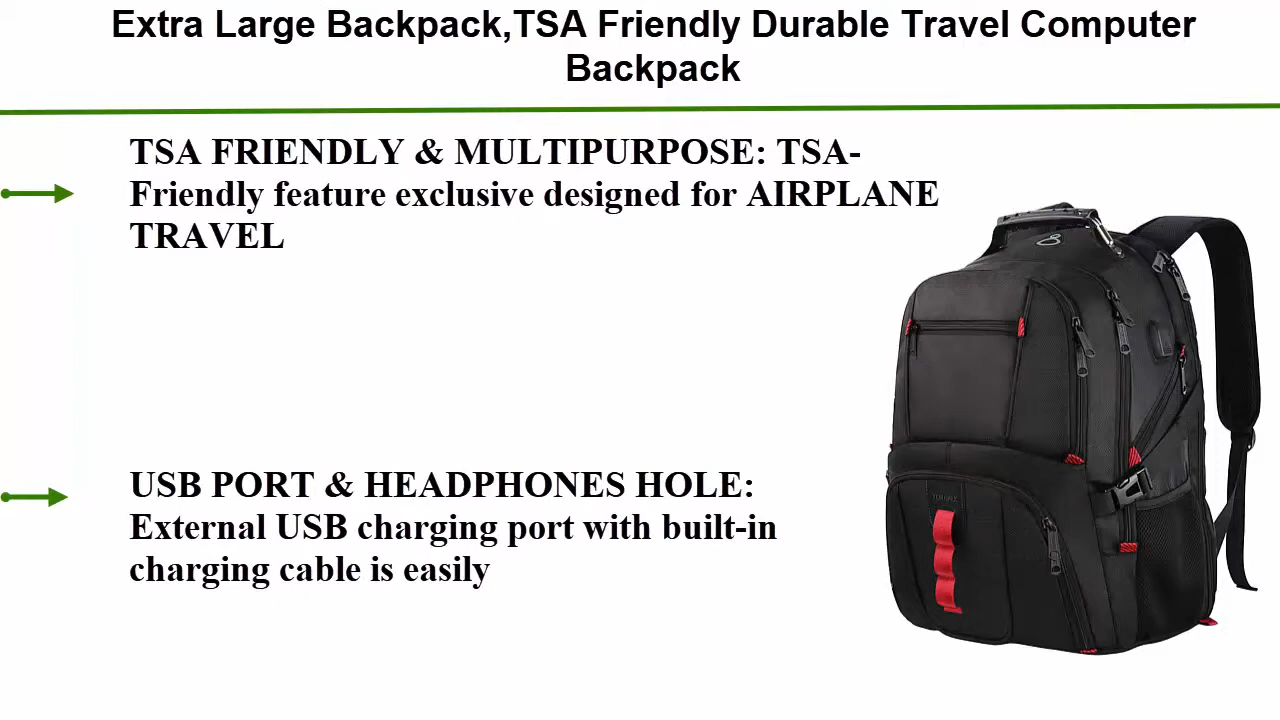 Extra Large Backpack,TSA Friendly Durable Travel Computer
Backpack
TSA FRIENDLY & MULTIPURPOSE: TSA-
Friendly feature exclusive designed for AIRPLANE
TRAVEL
USB PORT & HEADPHONES HOLE:
External USB charging port with built-in
charging cable is easily